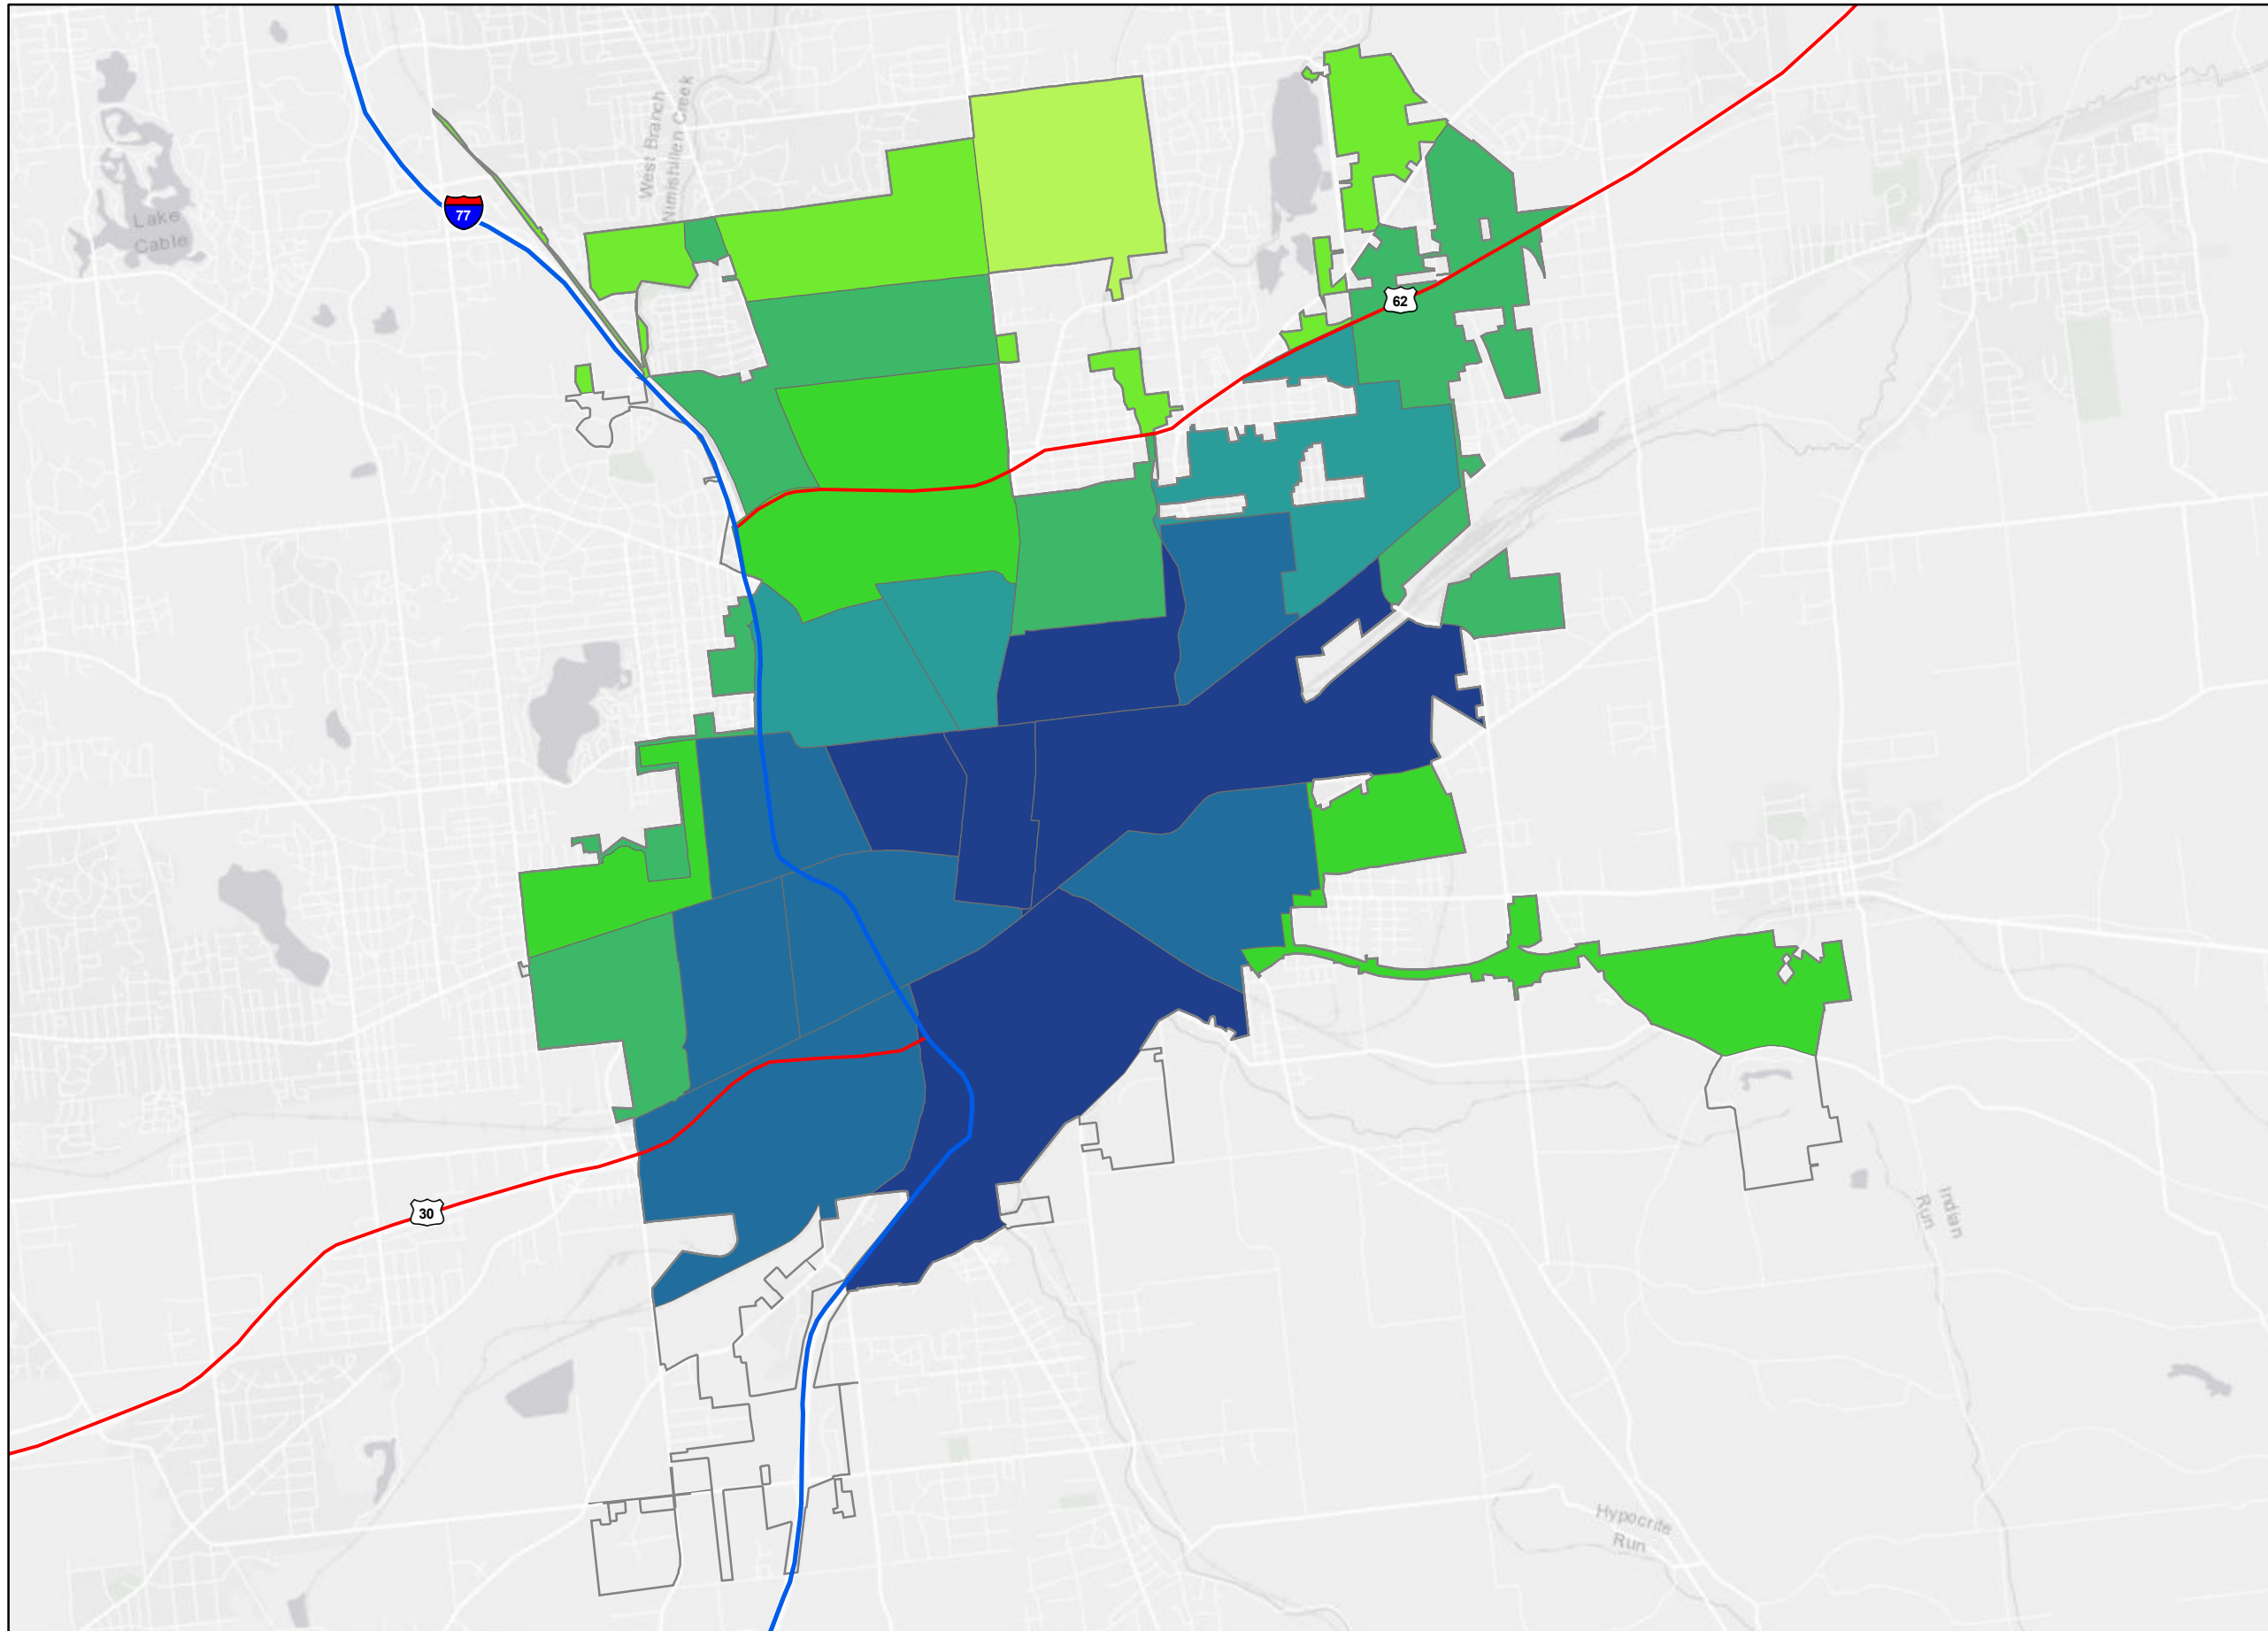 West Branch
Nimishillen Creek
Lake
Cable
77
62
30
Indian
Run
Hypocrite
Run